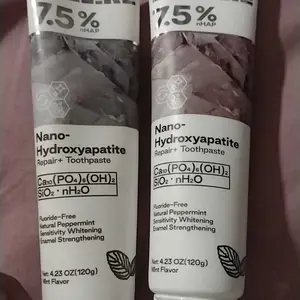 7.5%
nHAP
Nano-
Hydroxyapatite
Repair+ Toothpaste
Ca₁₀(PO₄)₆(OH)₂
SiO₂ · nH₂O
Fluoride-Free
Natural Peppermint
Sensitivity Whitening
Enamel Strengthening
Net 4.23 OZ(120g)
Mint Flavor
7.5%
nHAP
Nano-
Hydroxyapatite
Repair+ Toothpaste
Ca₁₀(PO₄)₆(OH)₂
SiO₂ · nH₂O
Fluoride-Free
Natural Peppermint
Sensitivity Whitening
Enamel Strengthening
Net 4.23 OZ(120g)
Mint Flavor